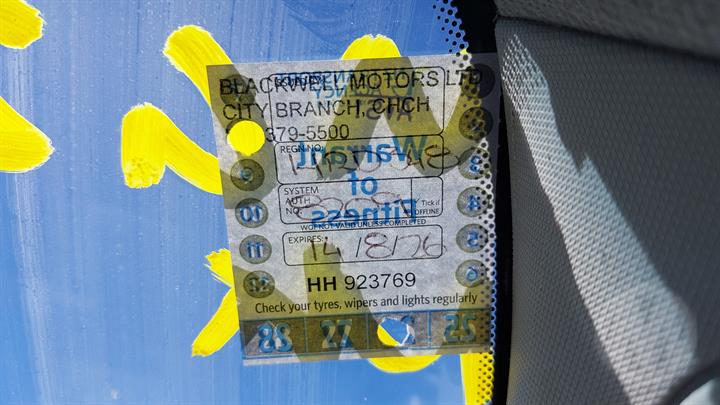 BLACKWELL MOTORS LTD
CITY BRANCH, CHCH
379-5500
REGN NO:
SYSTEM
AUTH
NO:
Tick if
OFFLINE
WOF NOT VALID UNLESS COMPLETED
EXPIRES: 14/8/26
HH 923769
Check your tyres, wipers and lights regularly
Warrant
of
Fitness
9
10
11
12
3
4
5
6
28 27 25